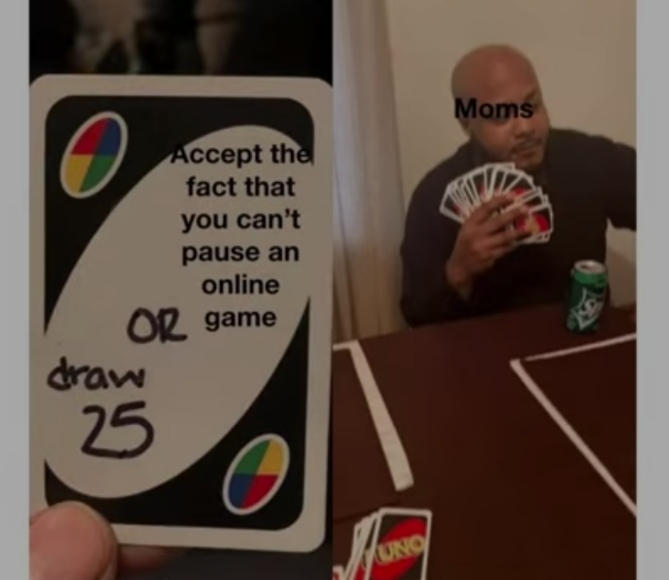 Accept the
fact that
you can't
pause an
online
game
OR
draw
25
Moms
UNO